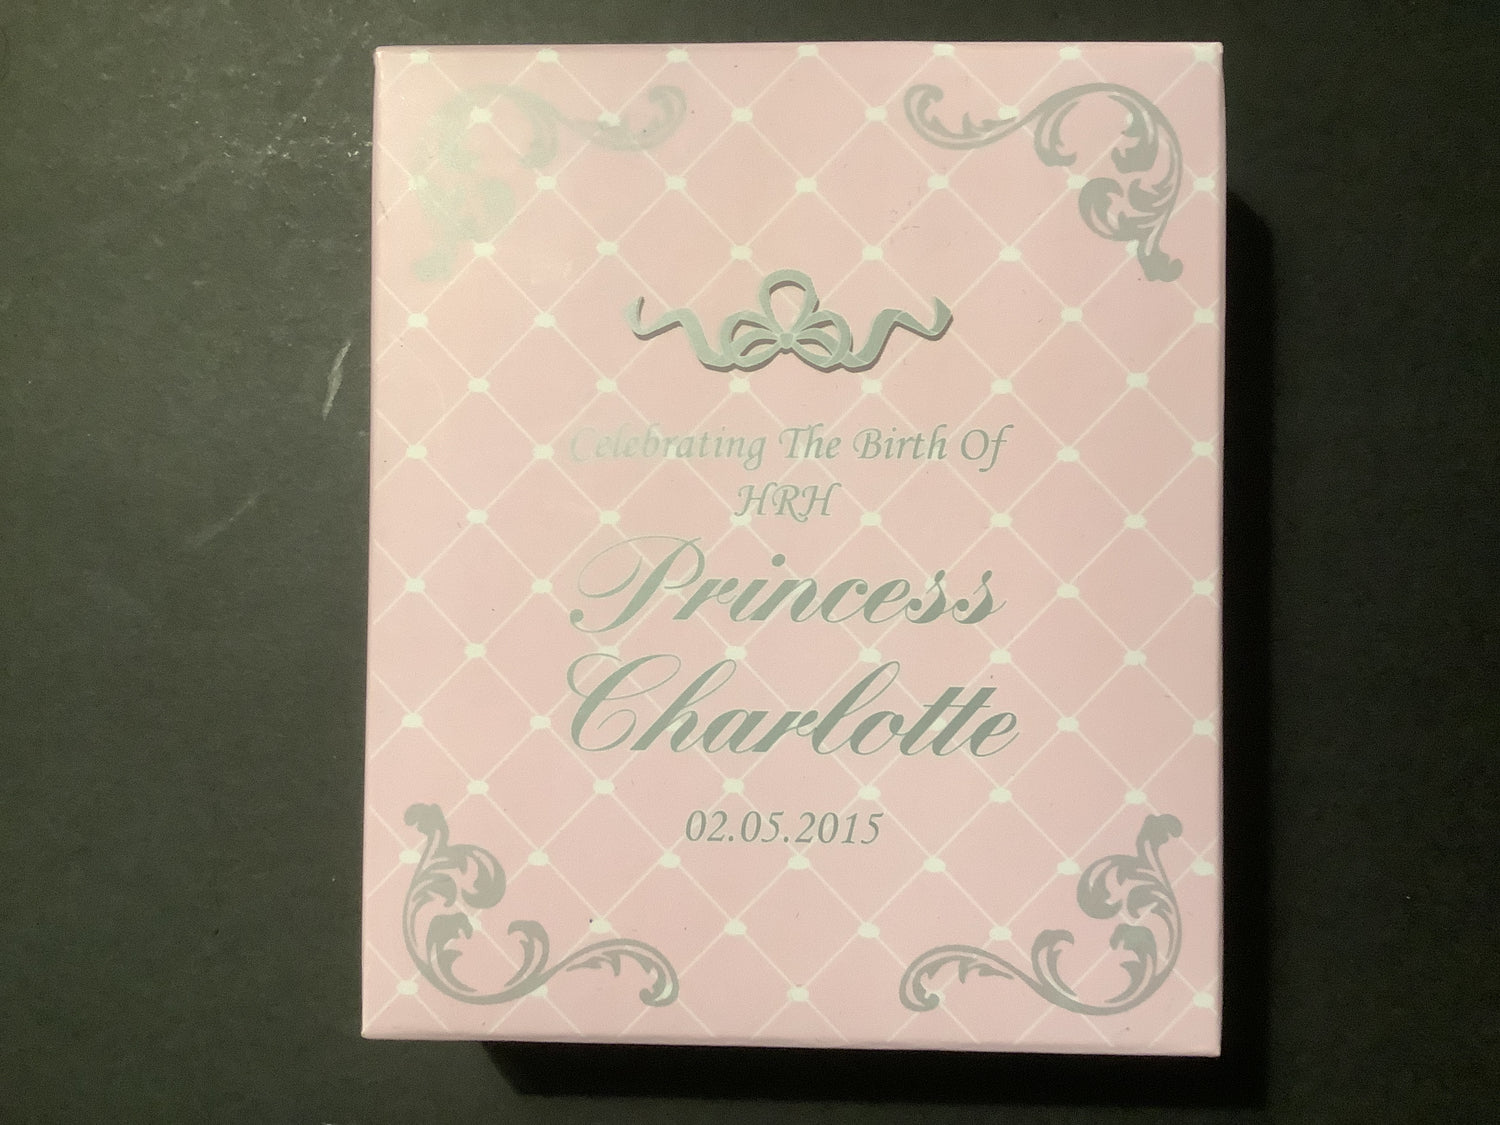 Celebrating The Birth Of
HRH
Princess
Charlotte
02.05.2015